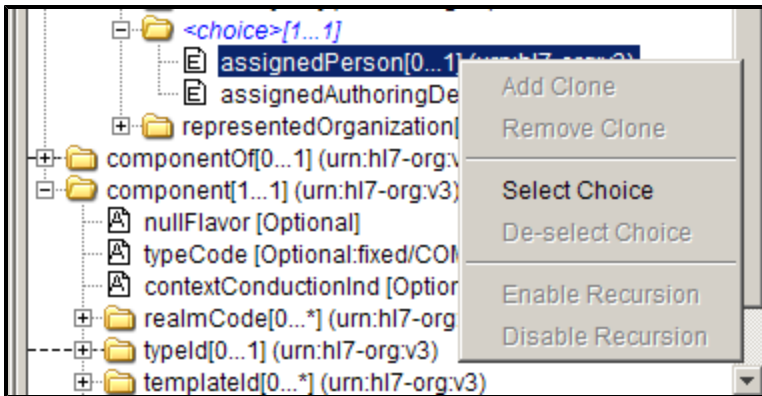 <choice>[1...1]
assignedPerson[0...1] (urn:hl7-org:v3)
assignedAuthoringDe
representedOrganization[
componentOf[0...1] (urn:hl7-org:v
component[1...1] (urn:hl7-org:v3)
nullFlavor [Optional]
typeCode [Optional:fixed/COM
contextConductionInd [Option
realmCode[0...*] (urn:hl7-org
typeId[0...1] (urn:hl7-org:v3)
templateId[0...*] (urn:hl7-org:v3)
Add Clone
Remove Clone
Select Choice
De-select Choice
Enable Recursion
Disable Recursion